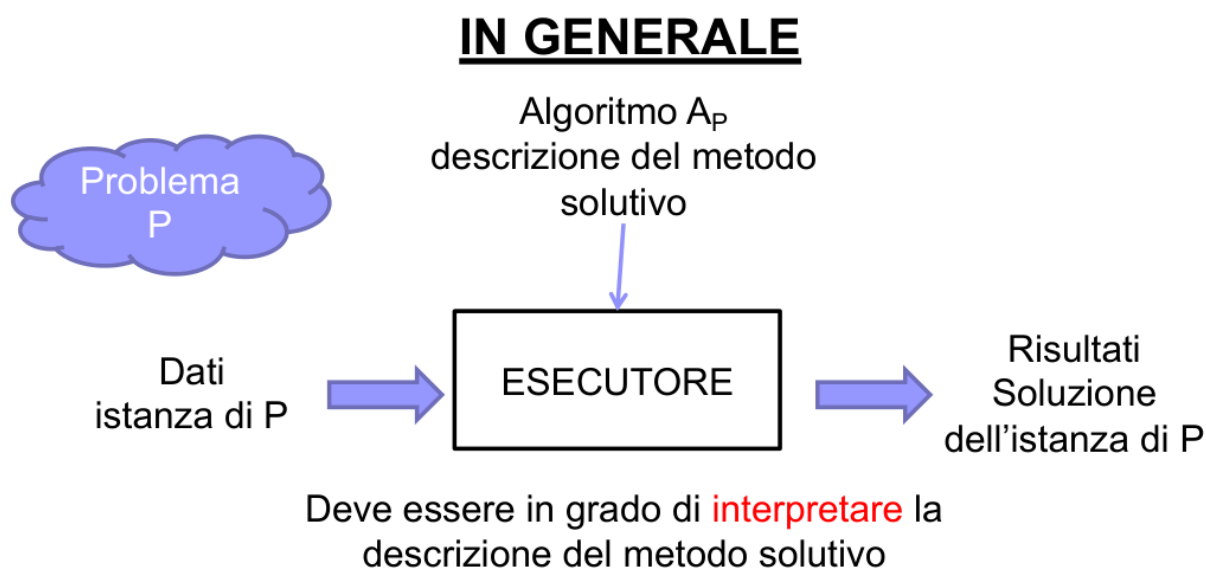 IN GENERALE
Algoritmo A_P
descrizione del metodo
solutivo
Problema
P
Dati
istanza di P
ESECUTORE
Risultati
Soluzione
dell'istanza di P
Deve essere in grado di interpretare la
descrizione del metodo solutivo